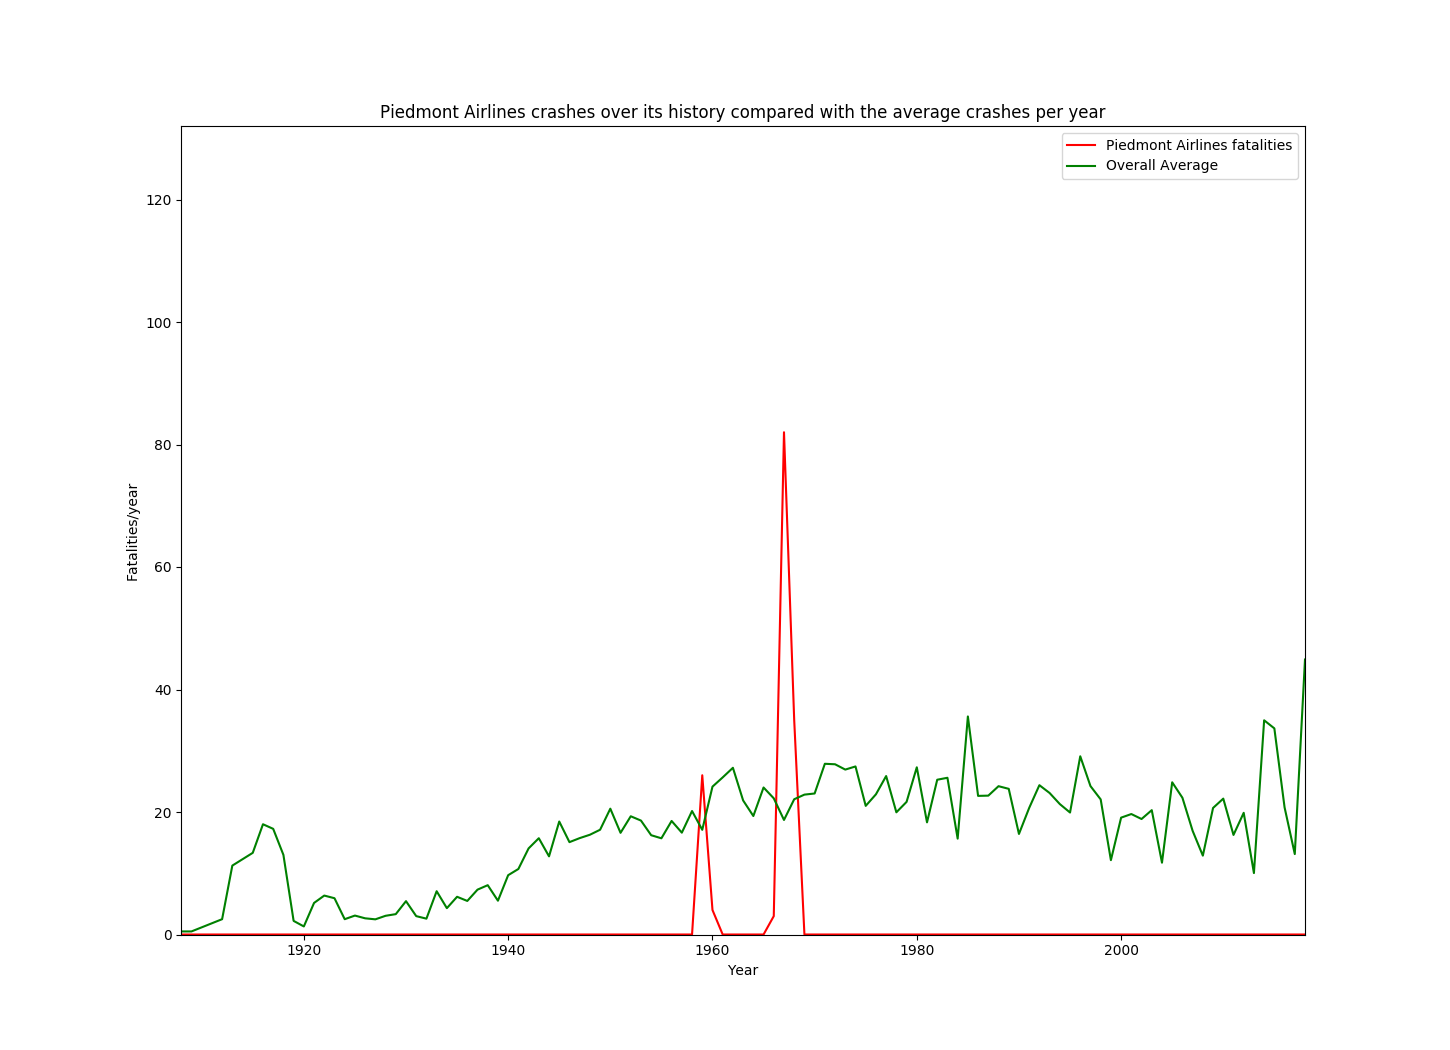 Piedmont Airlines crashes over its history compared with the average crashes per year
Piedmont Airlines fatalities
Overall Average
120
100
80
60
40
20
0
Fatalities/year
1920 1940 1960 1980 2000
Year